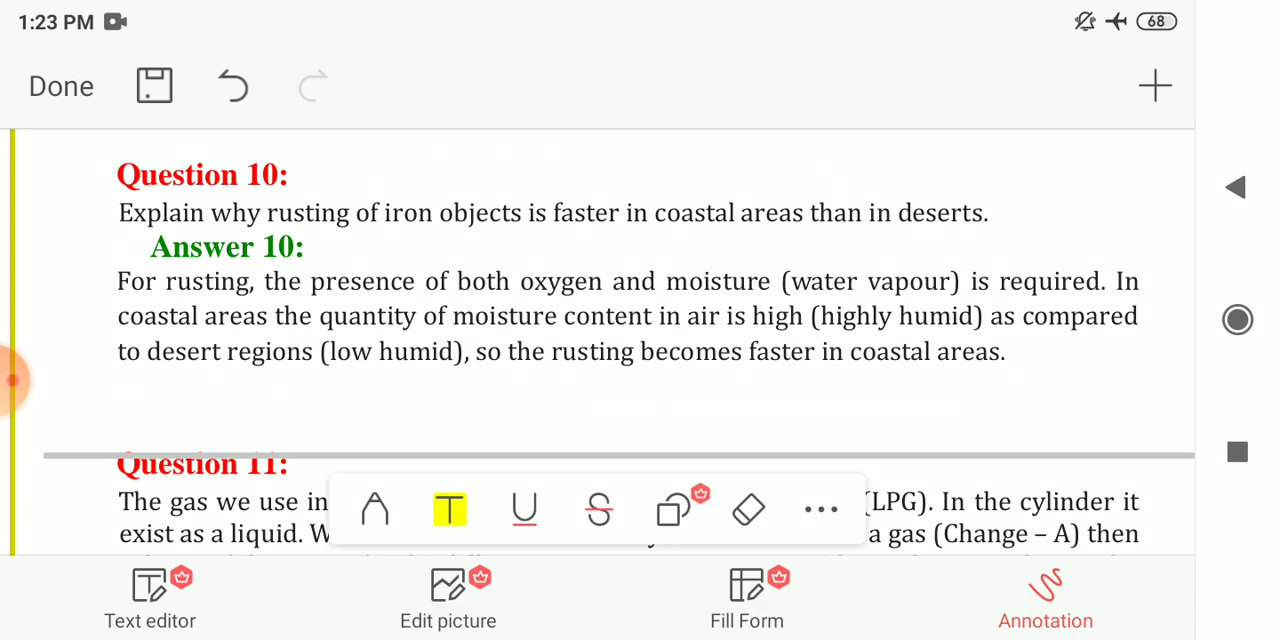 1:23 PM 68
Done
Question 10:
Explain why rusting of iron objects is faster in coastal areas than in deserts.
Answer 10:
For rusting, the presence of both oxygen and moisture (water vapour) is required. In
coastal areas the quantity of moisture content in air is high (highly humid) as compared
to desert regions (low humid), so the rusting becomes faster in coastal areas.
Question 11:
The gas we use in (LPG). In the cylinder it
exist as a liquid. W a gas (Change – A) then
T U S
Text editor Edit picture Fill Form Annotation